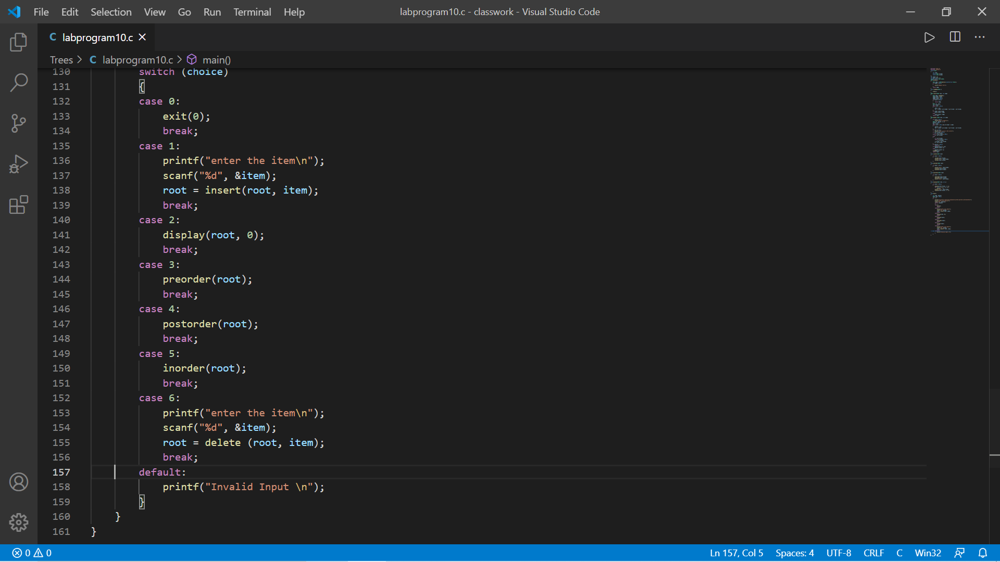 File Edit Selection View Go Run Terminal Help labprogram10.c - classwork - Visual Studio Code
C labprogram10.c
Trees > C labprogram10.c > main()
130 switch (choice)
131 {
132 case 0:
133 exit(0);
134 break;
135 case 1:
136 printf("enter the item\n");
137 scanf("%d", &item);
138 root = insert(root, item);
139 break;
140 case 2:
141 display(root, 0);
142 break;
143 case 3:
144 preorder(root);
145 break;
146 case 4:
147 postorder(root);
148 break;
149 case 5:
150 inorder(root);
151 break;
152 case 6:
153 printf("enter the item\n");
154 scanf("%d", &item);
155 root = delete (root, item);
156 break;
157 default:
158 printf("Invalid Input \n");
159 }
160 }
161 }
0 0 Ln 157, Col 5 Spaces: 4 UTF-8 CRLF C Win32